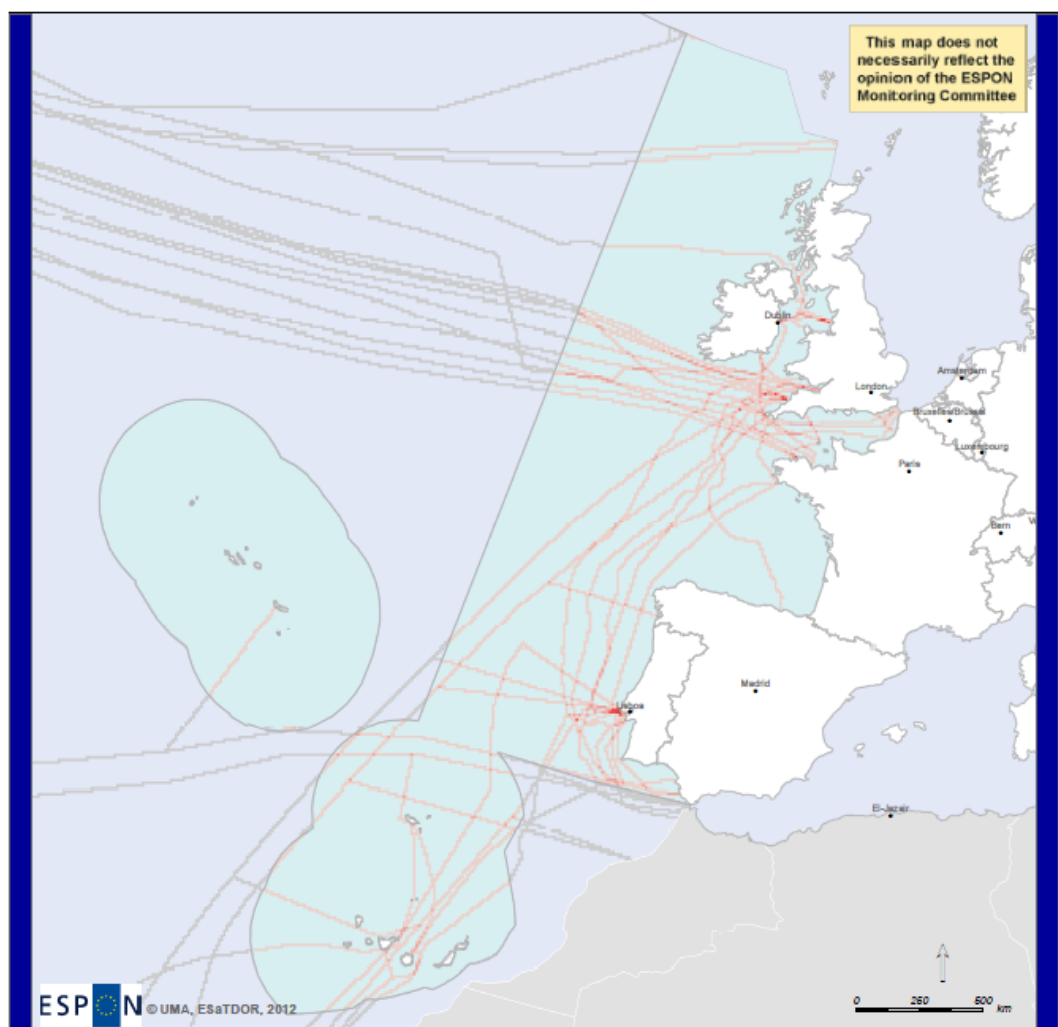 This map does not
necessarily reflect the
opinion of the ESPON
Monitoring Committee
Dublin
Amsterdam
London
Bruxelles/Brussel
Luxembourg
Paris
Bern
Madrid
Lisboa
El-Jazair
ESPON © UMA, ESaTDOR, 2012
0 250 500
km